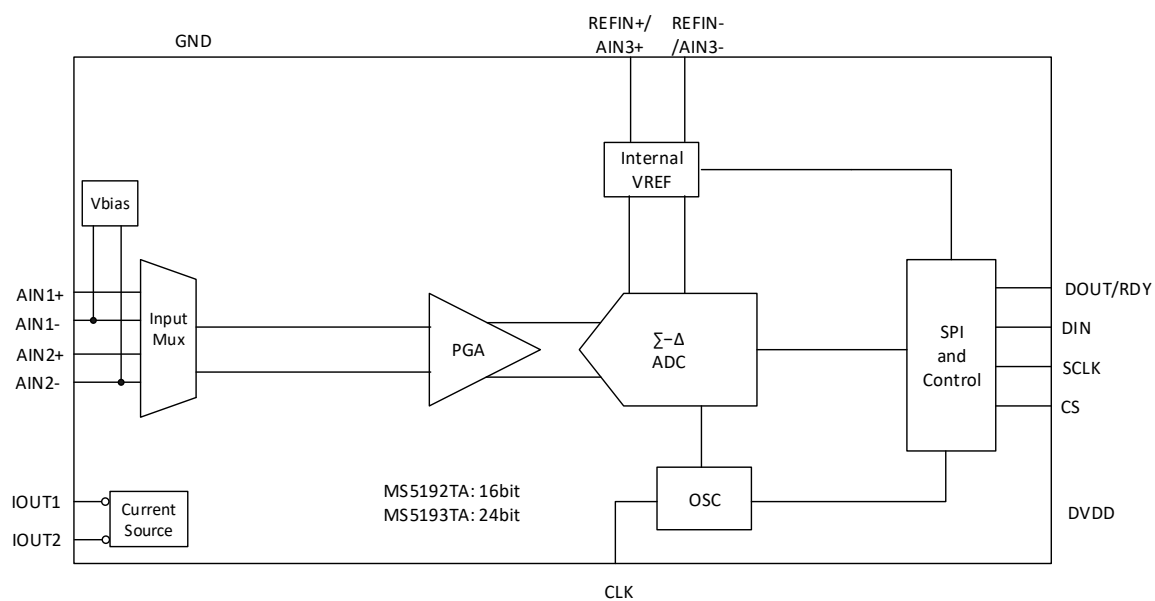 REFIN+/ REFIN-
AIN3+ /AIN3-
GND
Internal
VREF
Vbias
AIN1+
AIN1-
AIN2+
AIN2-
Input
Mux
PGA
∑−Δ
ADC
SPI
and
Control
DOUT/RDY
DIN
SCLK
CS
IOUT1
IOUT2
Current
Source
MS5192TA: 16bit
MS5193TA: 24bit
OSC
DVDD
CLK